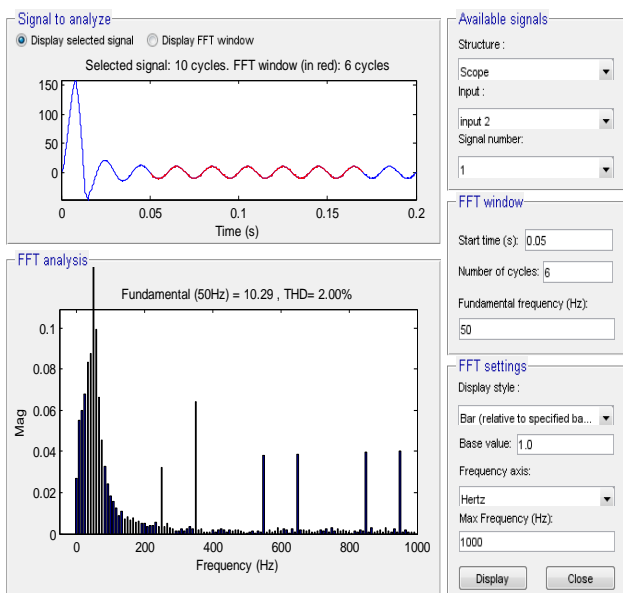 Signal to analyze
Display selected signal
Display FFT window
Selected signal: 10 cycles. FFT window (in red): 6 cycles
150
100
50
0
0
0.05
0.1
0.15
0.2
Time (s)
FFT analysis
Fundamental (50Hz) = 10.29 , THD= 2.00%
Mag
0.1
0.08
0.06
0.04
0.02
0
0
200
400
600
800
1000
Frequency (Hz)
Available signals
Structure :
Scope
Input :
input 2
Signal number:
1
FFT window
Start time (s): 0.05
Number of cycles: 6
Fundamental frequency (Hz):
50
FFT settings
Display style :
Bar (relative to specified ba...
Base value: 1.0
Frequency axis:
Hertz
Max Frequency (Hz):
1000
Display
Close